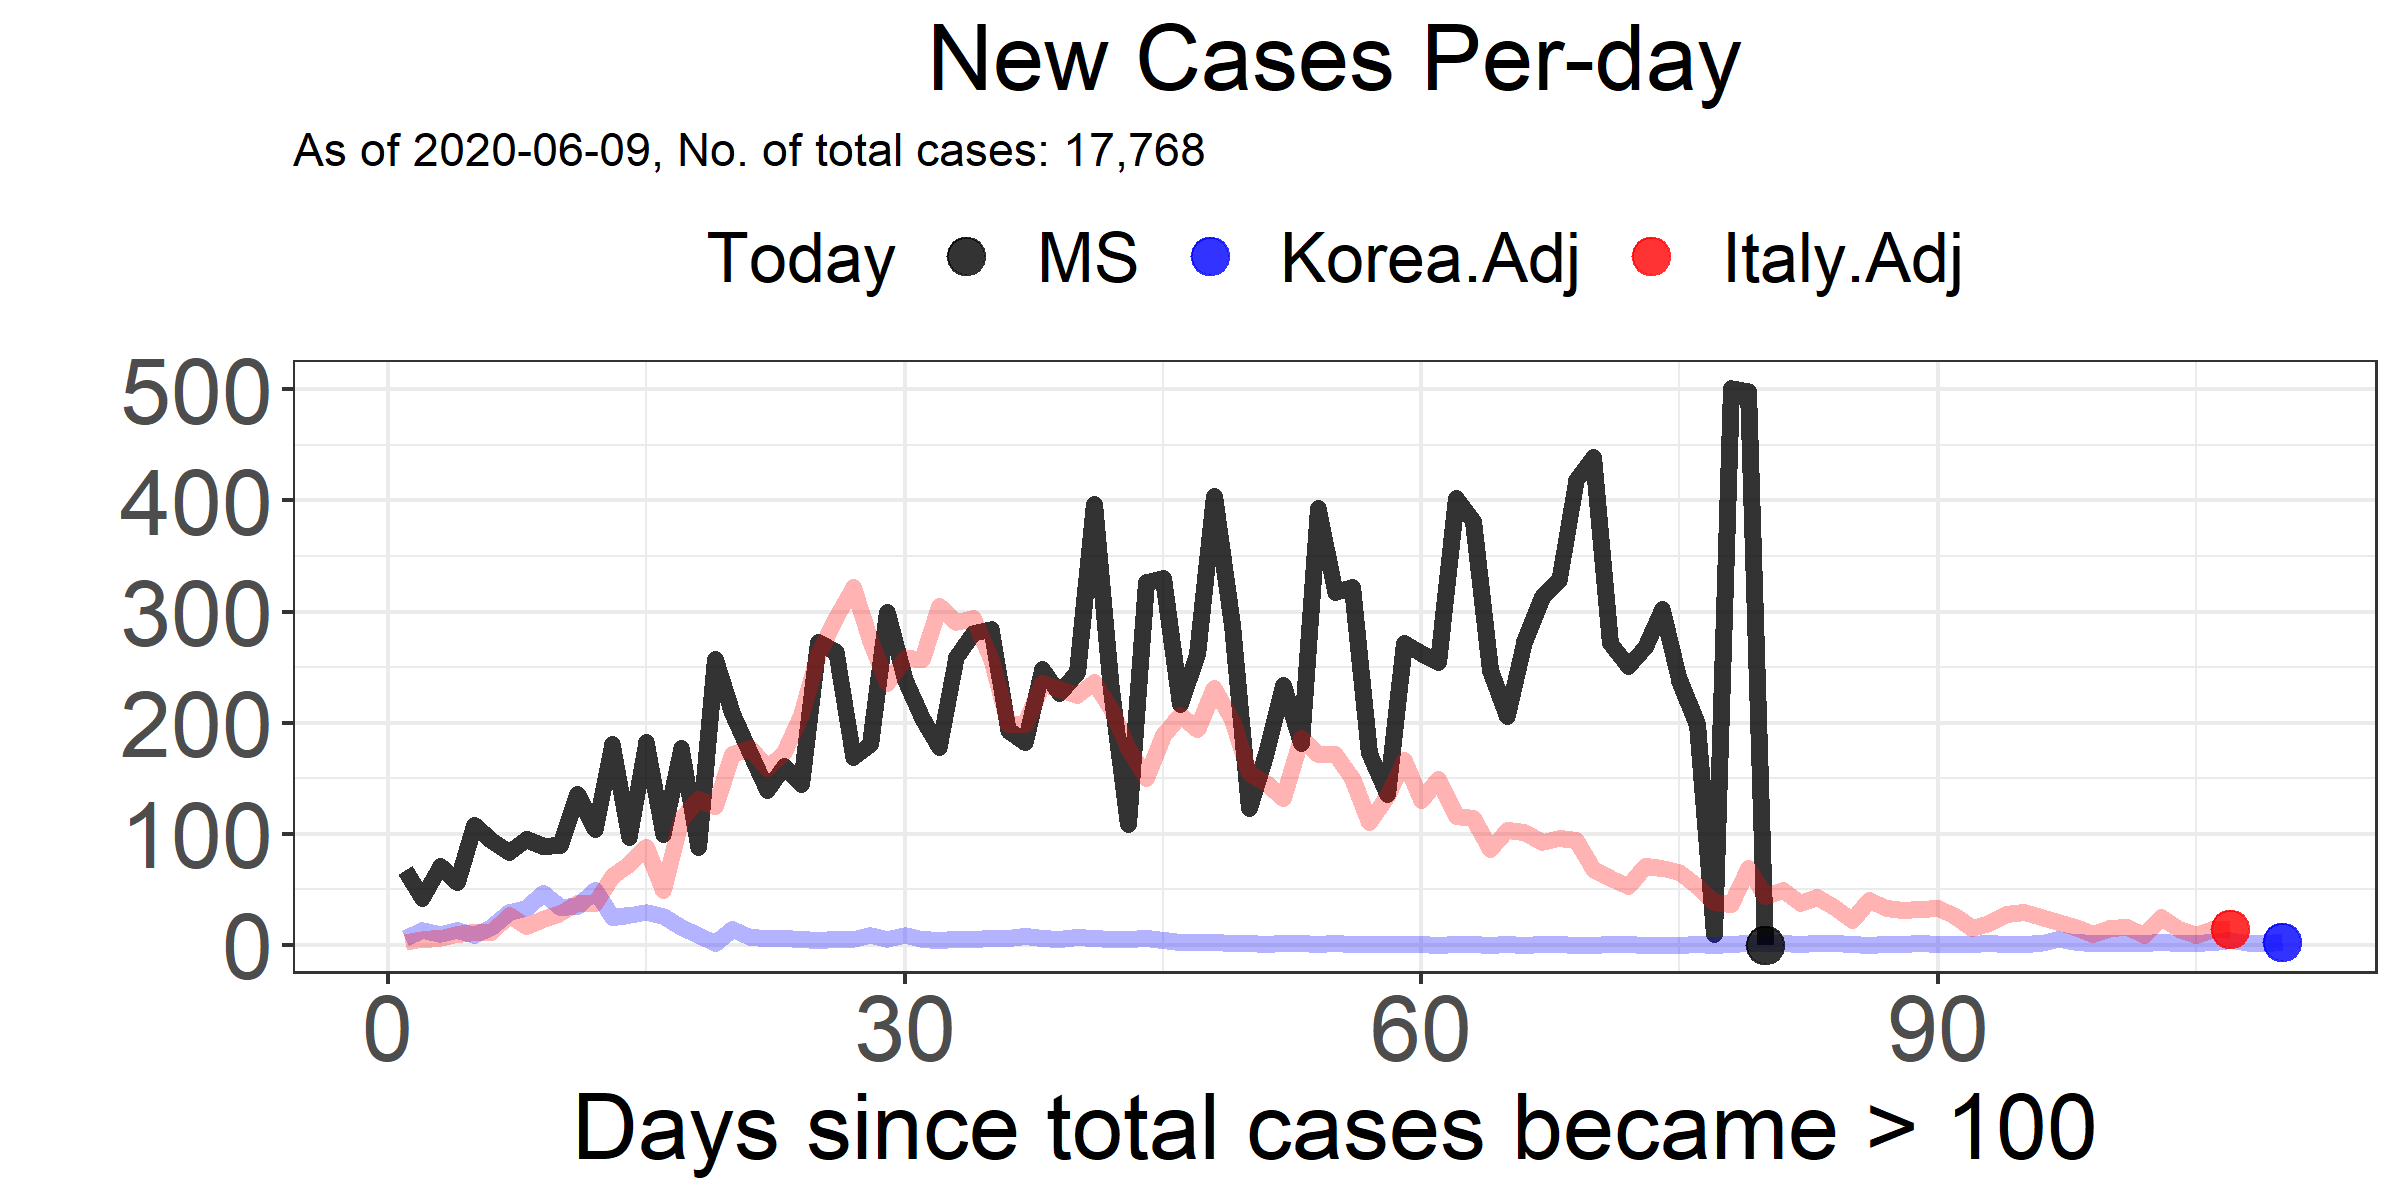 New Cases Per-day
As of 2020-06-09, No. of total cases: 17,768
Today MS Korea.Adj Italy.Adj
500
400
300
200
100
0
0 30 60 90
Days since total cases became > 100